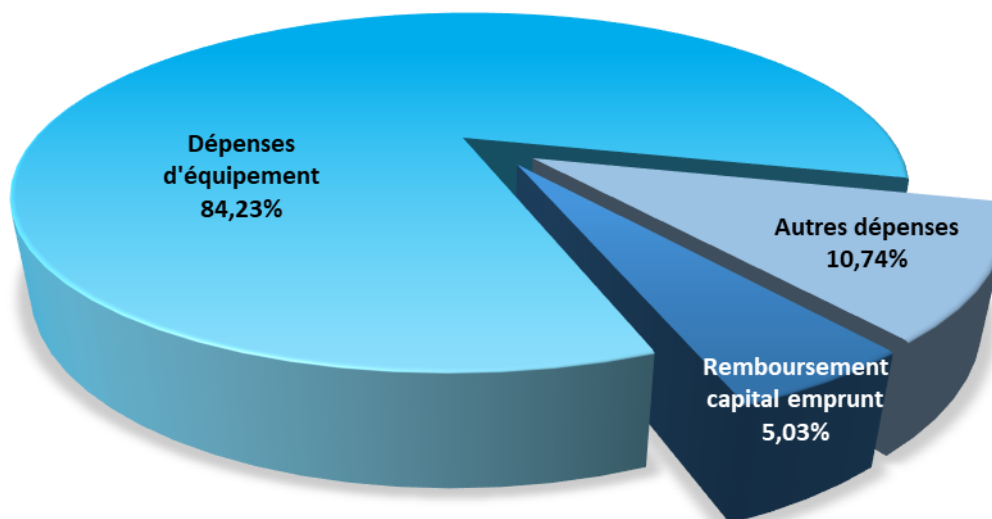 Dépenses
d'équipement
84,23%
Autres dépenses
10,74%
Remboursement
capital emprunt
5,03%